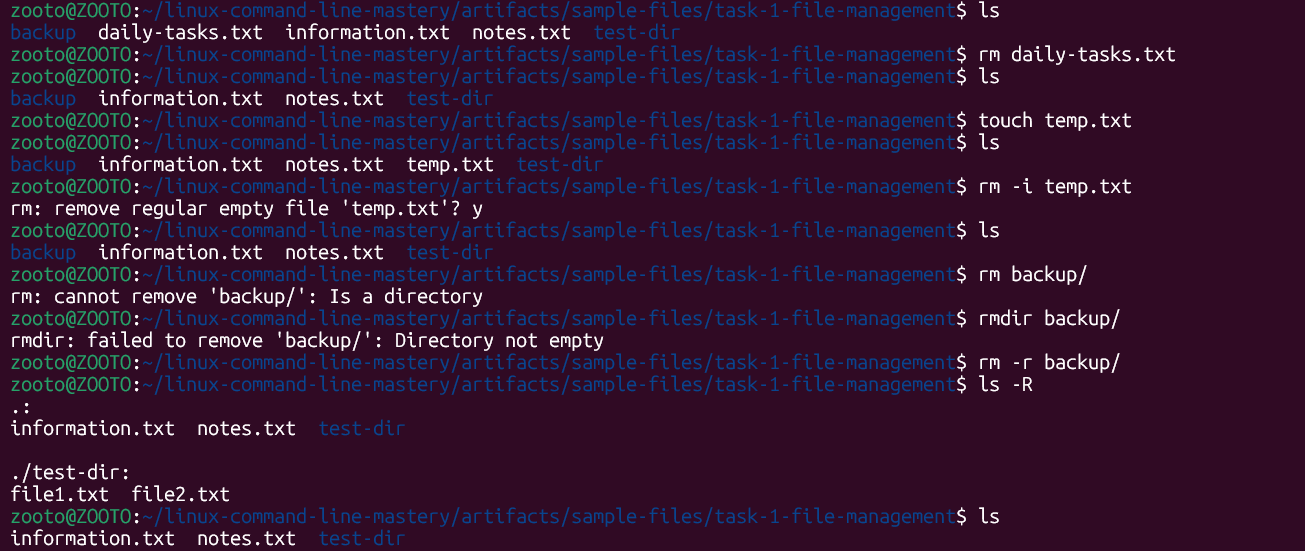 zooto@ZOOTO:~/linux-command-line-mastery/artifacts/sample-files/task-1-file-management$ ls
backup  daily-tasks.txt  information.txt  notes.txt  test-dir
zooto@ZOOTO:~/linux-command-line-mastery/artifacts/sample-files/task-1-file-management$ rm daily-tasks.txt
zooto@ZOOTO:~/linux-command-line-mastery/artifacts/sample-files/task-1-file-management$ ls
backup  information.txt  notes.txt  test-dir
zooto@ZOOTO:~/linux-command-line-mastery/artifacts/sample-files/task-1-file-management$ touch temp.txt
zooto@ZOOTO:~/linux-command-line-mastery/artifacts/sample-files/task-1-file-management$ ls
backup  information.txt  notes.txt  temp.txt  test-dir
zooto@ZOOTO:~/linux-command-line-mastery/artifacts/sample-files/task-1-file-management$ rm -i temp.txt
rm: remove regular empty file 'temp.txt'? y
zooto@ZOOTO:~/linux-command-line-mastery/artifacts/sample-files/task-1-file-management$ ls
backup  information.txt  notes.txt  test-dir
zooto@ZOOTO:~/linux-command-line-mastery/artifacts/sample-files/task-1-file-management$ rm backup/
rm: cannot remove 'backup/': Is a directory
zooto@ZOOTO:~/linux-command-line-mastery/artifacts/sample-files/task-1-file-management$ rmdir backup/
rmdir: failed to remove 'backup/': Directory not empty
zooto@ZOOTO:~/linux-command-line-mastery/artifacts/sample-files/task-1-file-management$ rm -r backup/
zooto@ZOOTO:~/linux-command-line-mastery/artifacts/sample-files/task-1-file-management$ ls -R
.:
information.txt  notes.txt  test-dir
./test-dir:
file1.txt  file2.txt
zooto@ZOOTO:~/linux-command-line-mastery/artifacts/sample-files/task-1-file-management$ ls
information.txt  notes.txt  test-dir